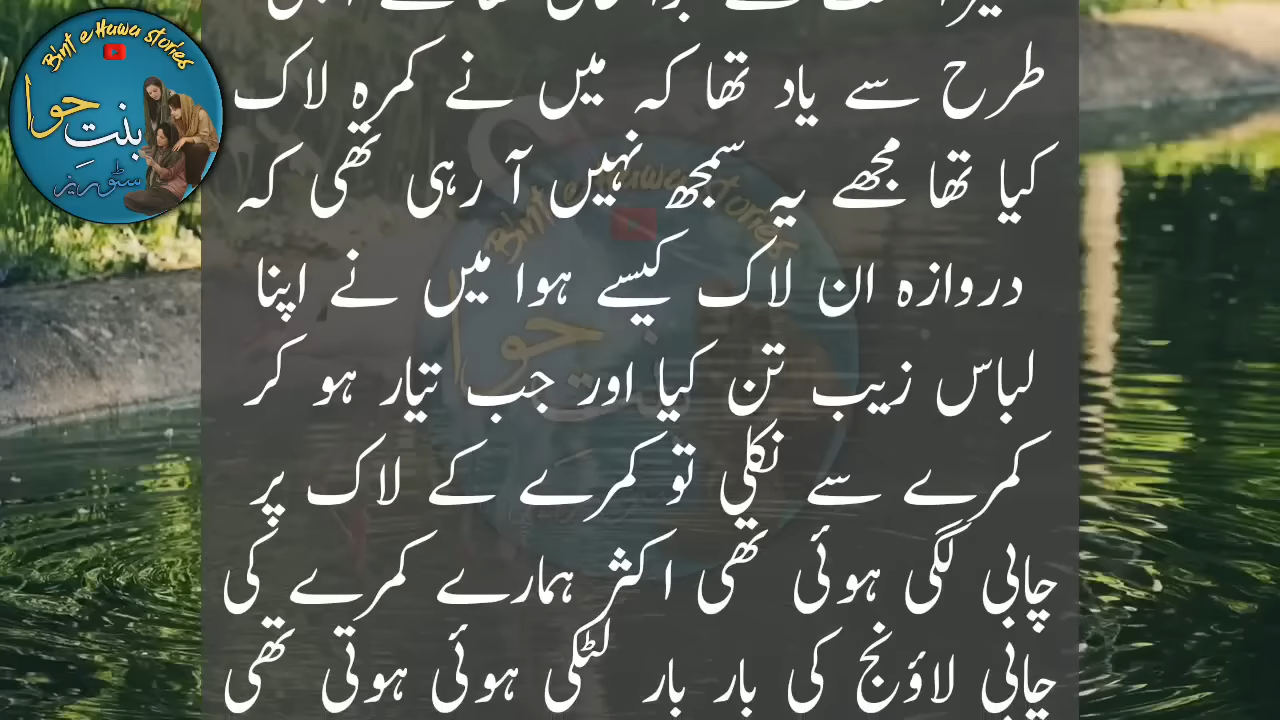 Bint e Hawa stories
بنتِ حوا
سٹوریز
طرح سے یاد تھا کہ میں نے کمرہ لاک
کیا تھا مجھے یہ سمجھ نہیں آ رہی تھی کہ
دروازہ ان لاک کیسے ہوا میں نے اپنا
لباس زیب تن کیا اور جب تیار ہو کر
کمرے سے نکلی تو کمرے کے لاک پر
چابی لگی ہوئی تھی اکثر ہمارے کمرے کی
چابی لاؤنج کی بار بار لٹکی ہوئی ہوتی تھی